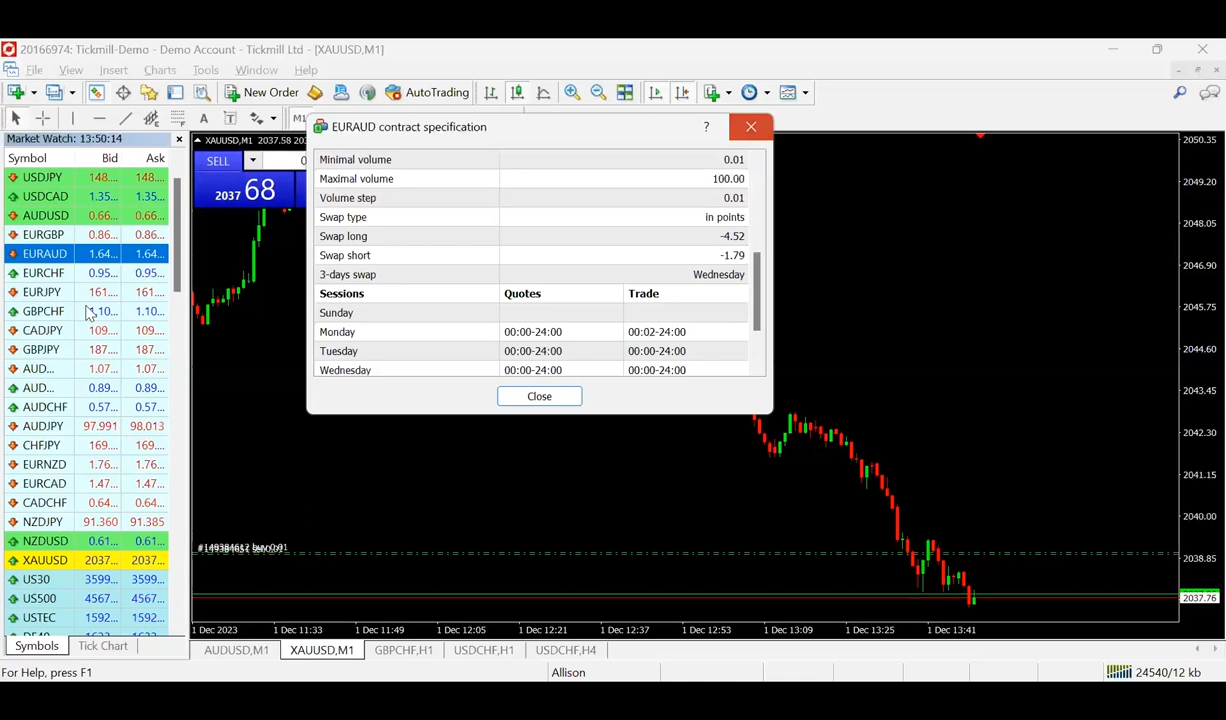 20166974: Tickmill-Demo - Demo Account - Tickmill Ltd - [XAUUSD,M1]
File View Insert Charts Tools Window Help
New Order AutoTrading
A T M1
Market Watch: 13:50:14
Symbol Bid Ask
USDJPY 148.... 148....
USDCAD 1.35... 1.35...
AUDUSD 0.66... 0.66...
EURGBP 0.86... 0.86...
EURAUD 1.64... 1.64...
EURCHF 0.95... 0.95...
EURJPY 161.... 161....
GBPCHF 1.10... 1.10...
CADJPY 109.... 109....
GBPJPY 187.... 187....
AUD... 1.07... 1.07...
AUD... 0.89... 0.89...
AUDCHF 0.57... 0.57...
AUDJPY 97.991 98.013
CHFJPY 169.... 169....
EURNZD 1.76... 1.76...
EURCAD 1.47... 1.47...
CADCHF 0.64... 0.64...
NZDJPY 91.360 91.385
NZDUSD 0.61... 0.61...
XAUUSD 2037... 2037...
US30 3599... 3599...
US500 4567... 4567...
USTEC 1592... 1592...
Symbols Tick Chart
XAUUSD,M1 2037.58
SELL
2037 68
EURAUD contract specification ?
Minimal volume 0.01
Maximal volume 100.00
Volume step 0.01
Swap type in points
Swap long -4.52
Swap short -1.79
3-days swap Wednesday
Sessions Quotes Trade
Sunday
Monday 00:00-24:00 00:02-24:00
Tuesday 00:00-24:00 00:00-24:00
Wednesday 00:00-24:00 00:00-24:00
Close
2050.35
2049.20
2048.05
2046.90
2045.75
2044.60
2043.45
2042.30
2041.15
2040.00
2038.85
2037.76
1 Dec 2023 1 Dec 11:33 1 Dec 11:49 1 Dec 12:05 1 Dec 12:21 1 Dec 12:37 1 Dec 12:53 1 Dec 13:09 1 Dec 13:25 1 Dec 13:41
AUDUSD,M1 XAUUSD,M1 GBPCHF,H1 USDCHF,H1 USDCHF,H4
For Help, press F1 Allison 24540/12 kb